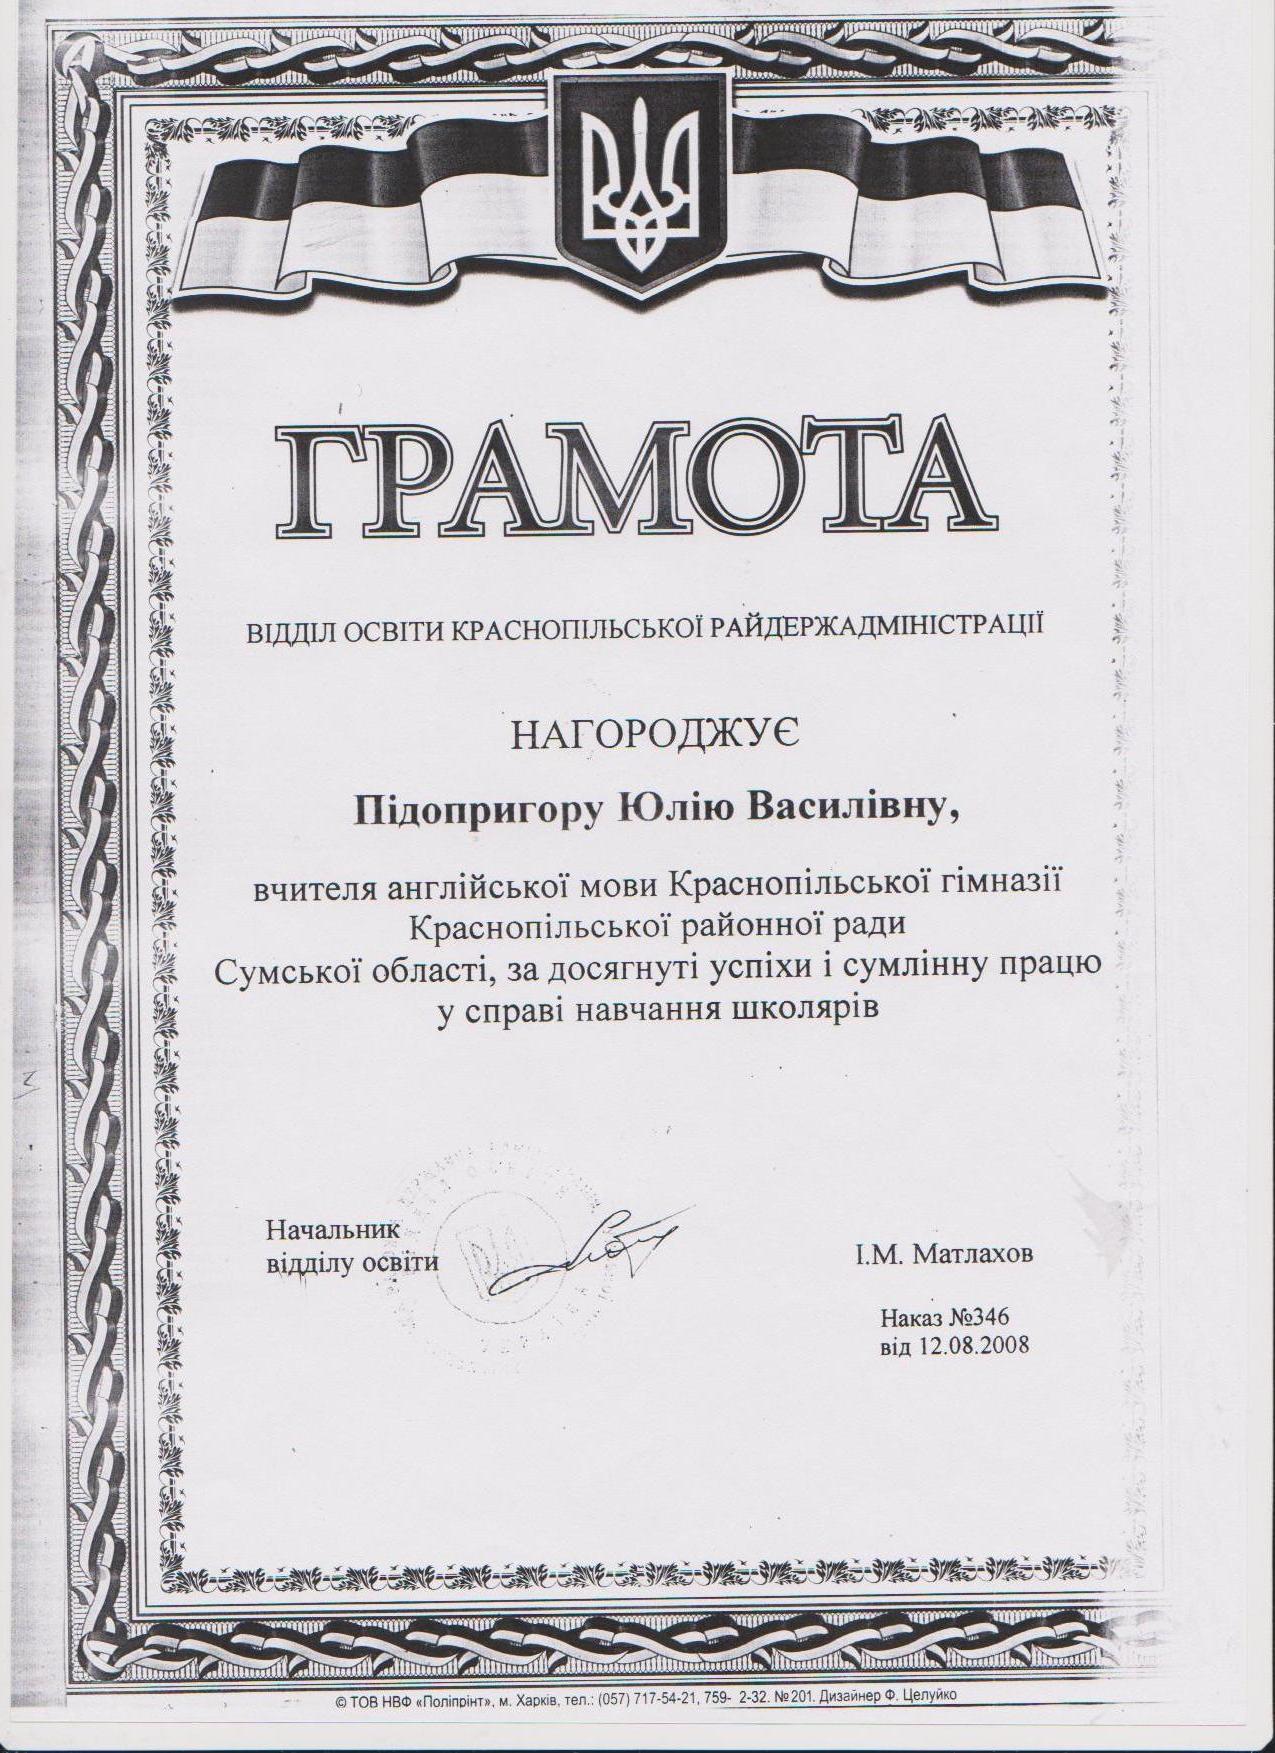 ГРАМОТА
ВІДДІЛ ОСВІТИ КРАСНОПІЛЬСЬКОЇ РАЙДЕРЖАДМІНІСТРАЦІЇ
НАГОРОДЖУЄ
Підопригору Юлію Василівну,
вчителя англійської мови Краснопільської гімназії
Краснопільської районної ради
Сумської області, за досягнуті успіхи і сумлінну працю
у справі навчання школярів
Начальник
відділу освіти
І.М. Матлахов
Наказ №346
від 12.08.2008
© ТОВ НВФ «Поліпрінт», м. Харків, тел.: (057) 717-54-21, 759- 2-32. №201. Дизайнер Ф. Целуйко